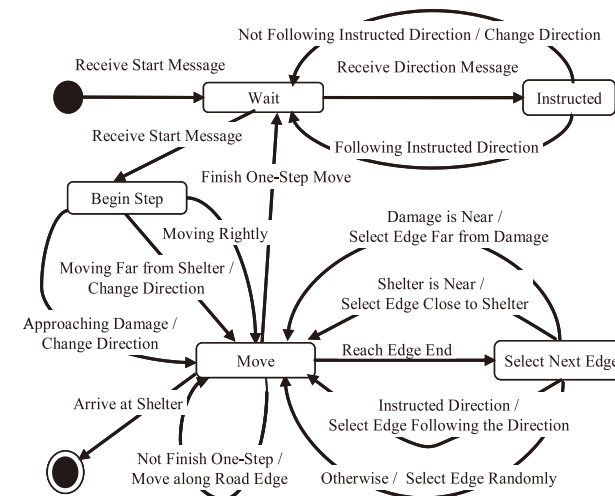 Not Following Instructed Direction / Change Direction
Receive Start Message
Receive Direction Message
Wait
Instructed
Receive Start Message
Following Instructed Direction
Finish One-Step Move
Begin Step
Damage is Near /
Select Edge Far from Damage
Moving Rightly
Moving Far from Shelter /
Change Direction
Shelter is Near /
Select Edge Close to Shelter
Approaching Damage /
Change Direction
Move
Reach Edge End
Select Next Edge
Arrive at Shelter
Instructed Direction /
Select Edge Following the Direction
Not Finish One-Step /
Move along Road Edge
Otherwise / Select Edge Randomly